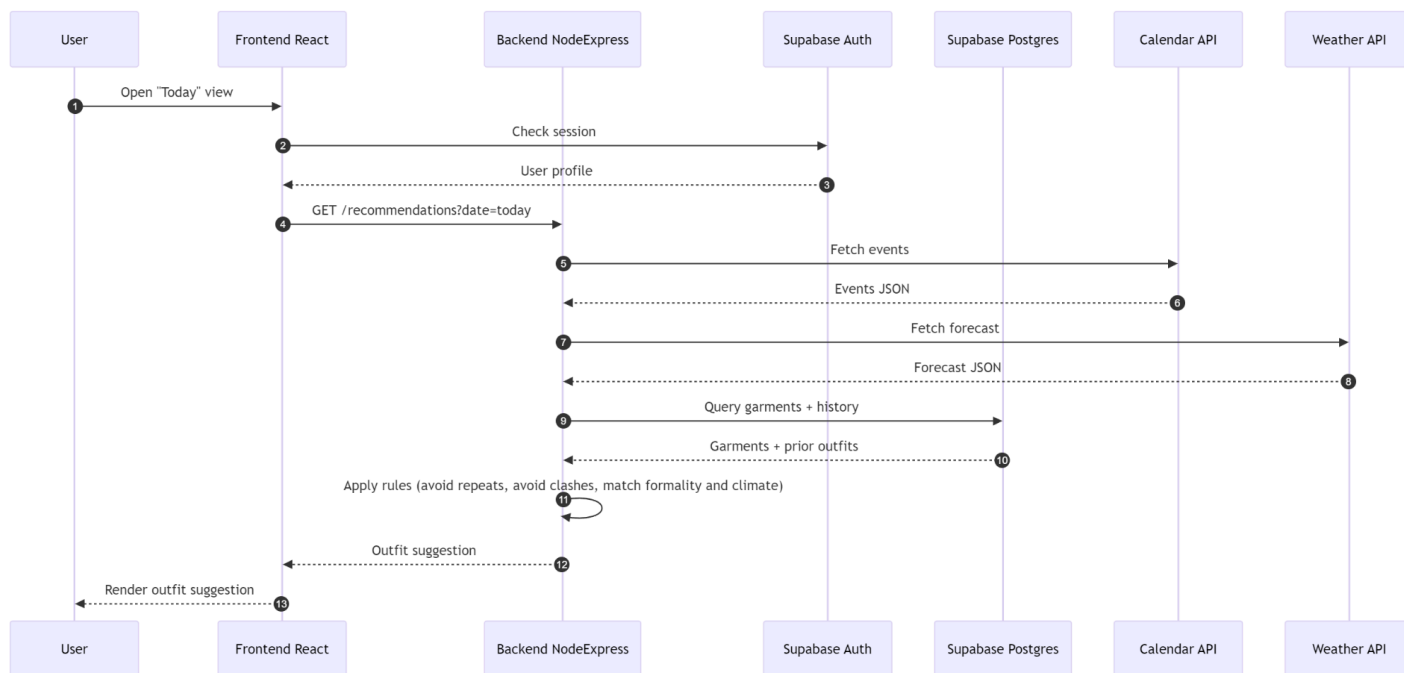 User
Frontend React
Backend NodeExpress
Supabase Auth
Supabase Postgres
Calendar API
Weather API
Open "Today" view
1
Check session
2
User profile
3
GET /recommendations?date=today
4
Fetch events
5
Events JSON
6
Fetch forecast
7
Forecast JSON
8
Query garments + history
9
Garments + prior outfits
10
Apply rules (avoid repeats, avoid clashes, match formality and climate)
11
Outfit suggestion
12
Render outfit suggestion
13
User
Frontend React
Backend NodeExpress
Supabase Auth
Supabase Postgres
Calendar API
Weather API